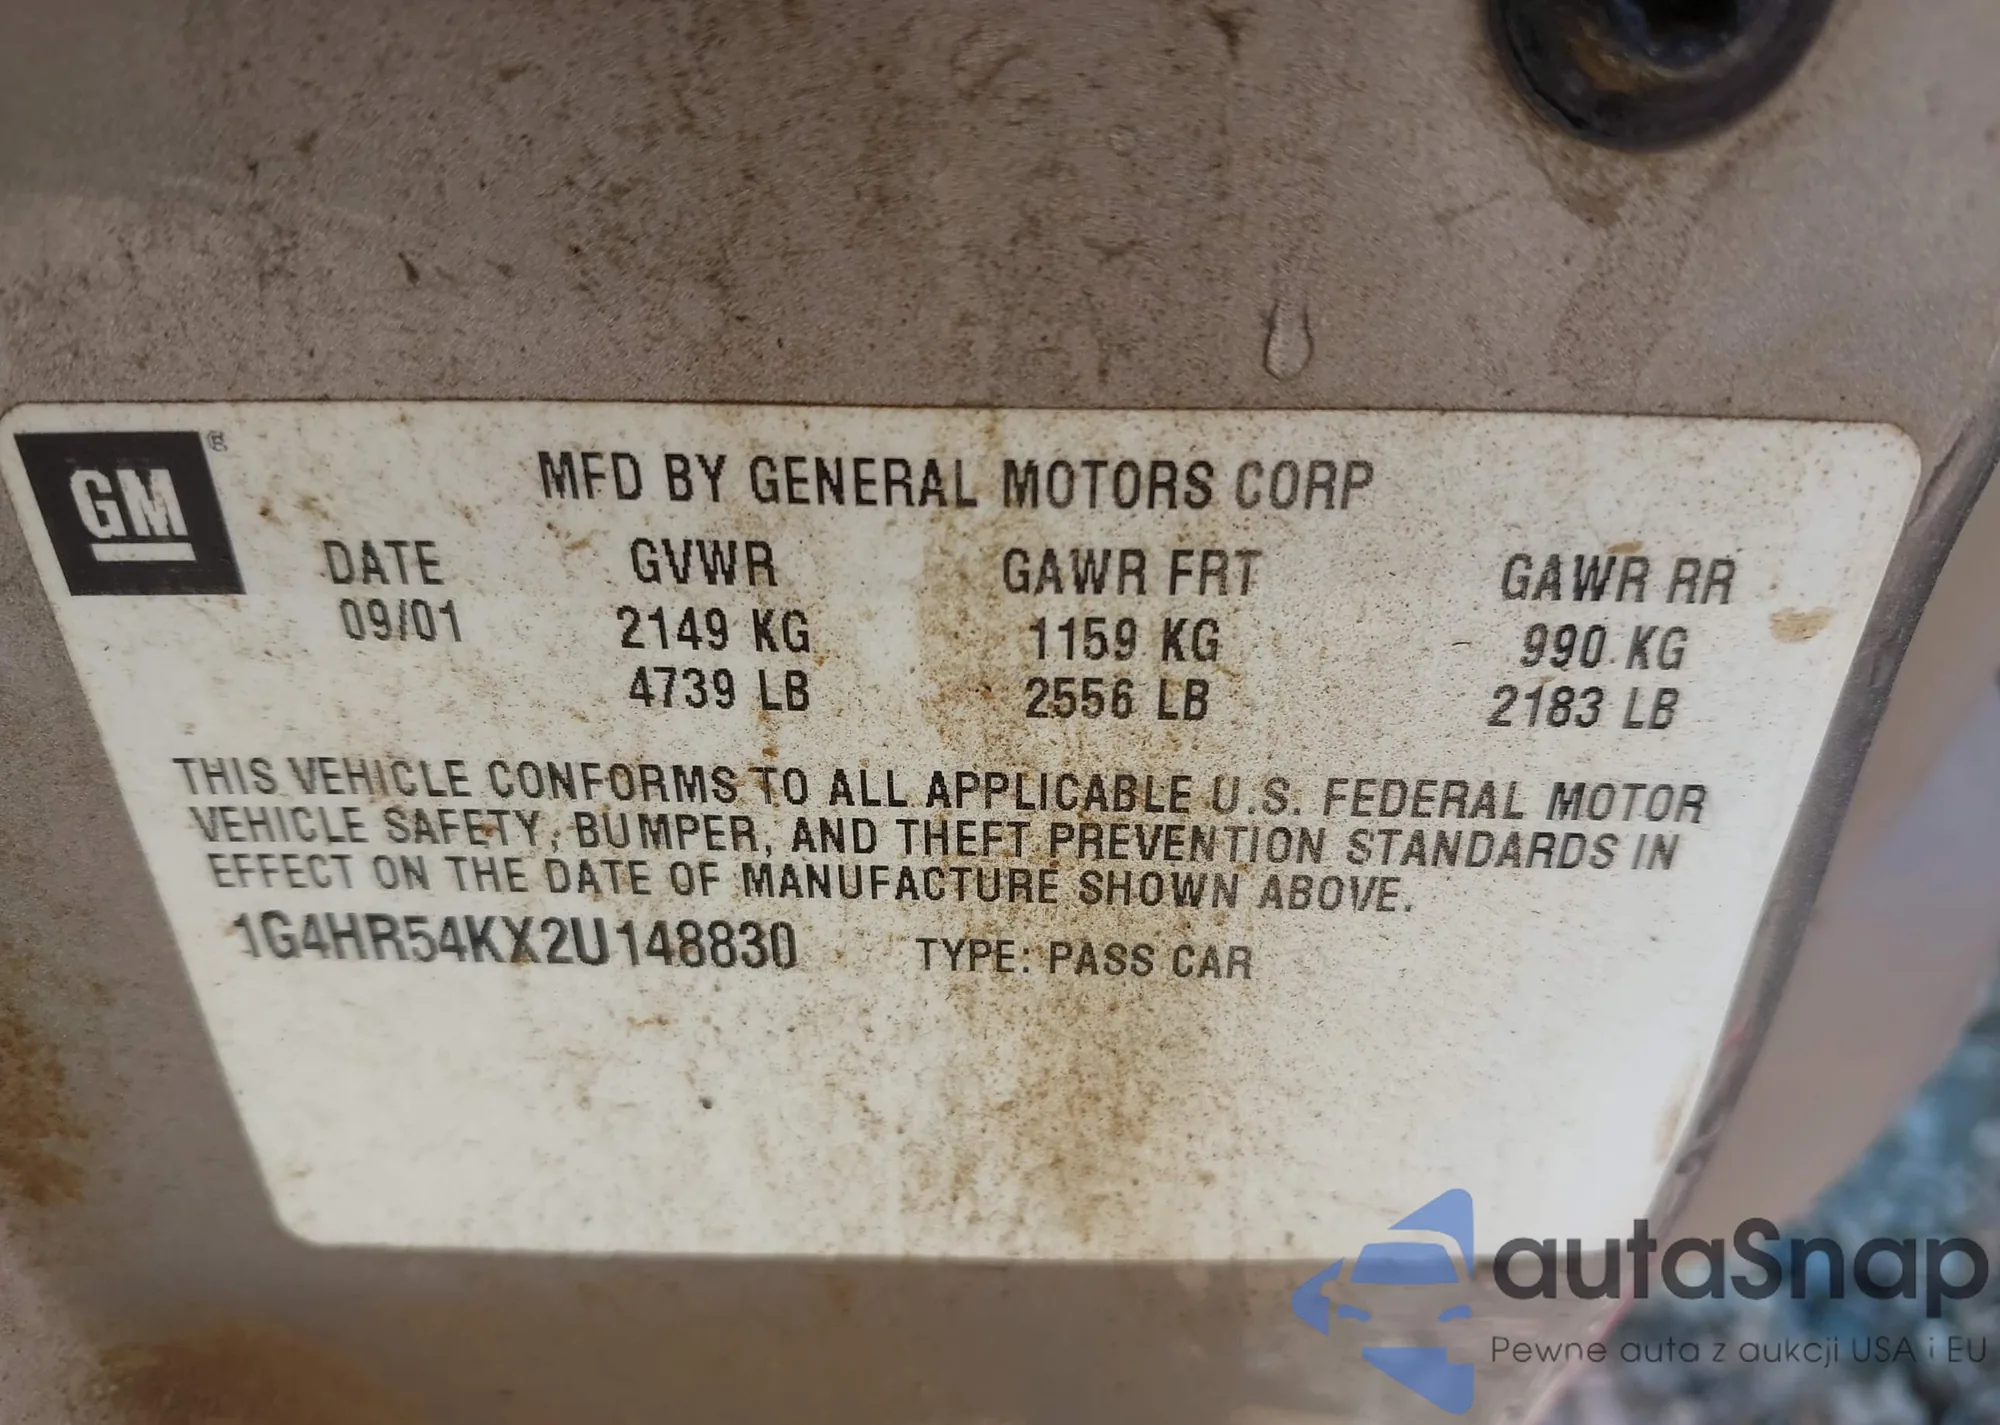 GM ®
MFD BY GENERAL MOTORS CORP
DATE GVWR GAWR FRT GAWR RR
09/01 2149 KG 1159 KG 990 KG
4739 LB 2556 LB 2183 LB
THIS VEHICLE CONFORMS TO ALL APPLICABLE U.S. FEDERAL MOTOR
VEHICLE SAFETY, BUMPER, AND THEFT PREVENTION STANDARDS IN
EFFECT ON THE DATE OF MANUFACTURE SHOWN ABOVE.
1G4HR54KX2U148830 TYPE: PASS CAR
autaSnap
Pewne auta z aukcji USA i EU